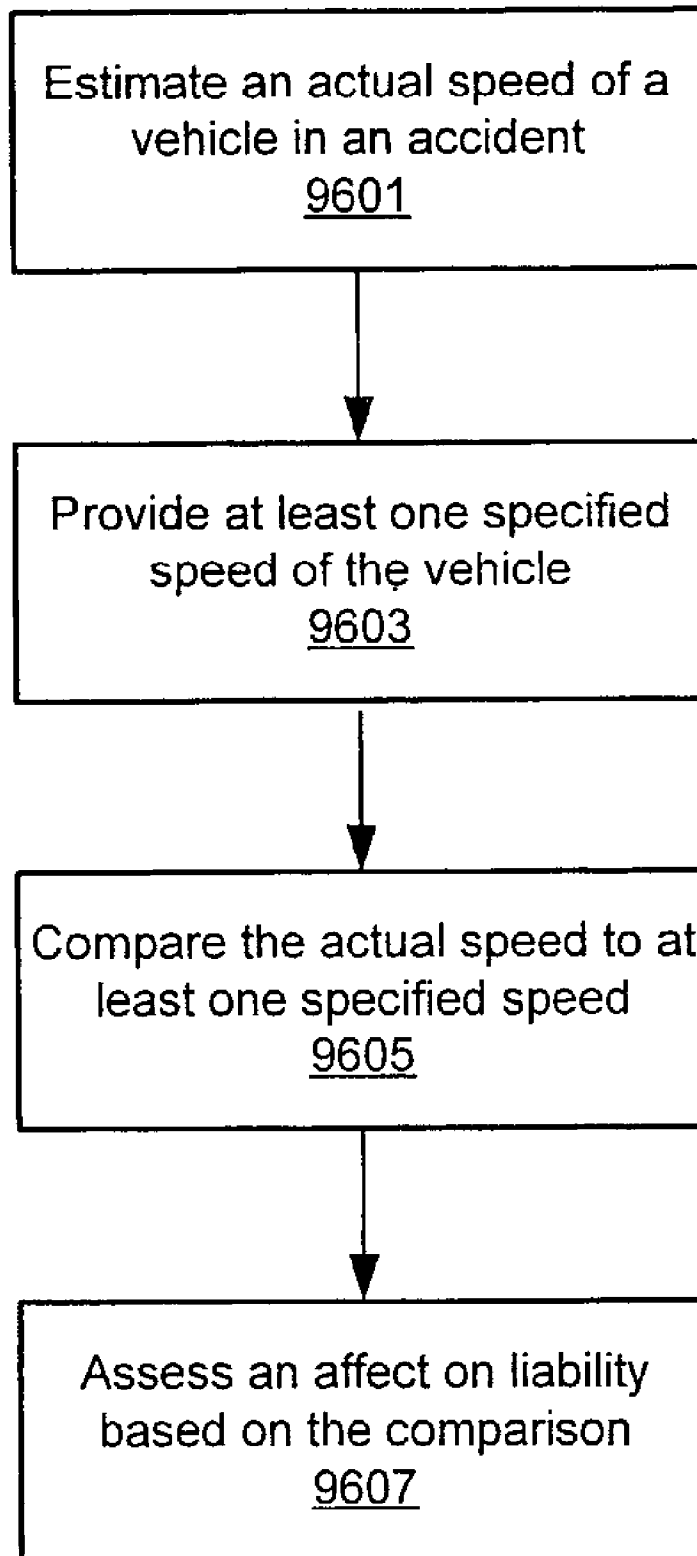 Estimate an actual speed of a
vehicle in an accident
9601
Provide at least one specified
speed of the vehicle
9603
Compare the actual speed to at
least one specified speed
9605
Assess an affect on liability
based on the comparison
9607